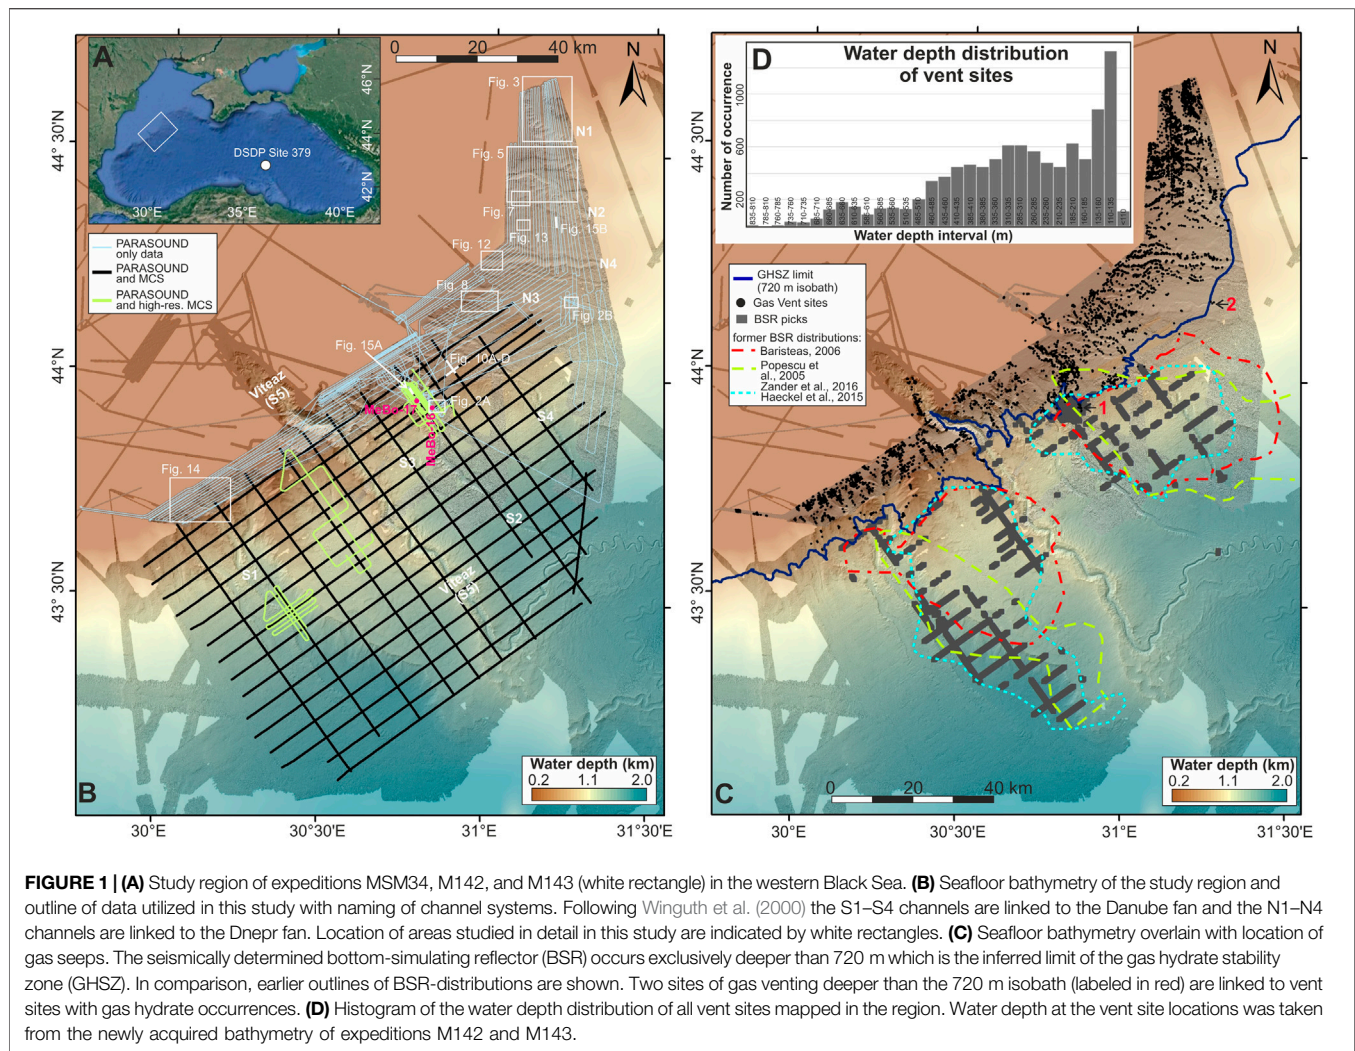 A
46°N
44°N
42°N
DSDP Site 379
30°E
35°E
40°E
0
20
40 km
N
PARASOUND
only data
PARASOUND
and MCS
PARASOUND
and high-res. MCS
Fig. 3
N1
Fig. 5
Fig. 7
N2
Fig. 13
Fig. 15B
Fig. 12
N4
Fig. 8
N3
Fig. 2B
Fig. 15A
Fig. 10A-D
Viteaz
(S5)
MeBo-17
Fig. 2A
MeBo-16
S4
S3
Fig. 14
S2
S1
Viteaz
(S5)
44° 30'N
44°N
43° 30'N
B
Water depth (km)
0.2
1.1
2.0
30°E
30°30'E
31°E
31°30'E
D
Water depth distribution
of vent sites
Number of occurrence
200
600
1000
835-810
785-810
760-785
735-760
710-735
Water depth interval (m)
N
GHSZ limit
(720 m isobath)
Gas Vent sites
BSR picks
former BSR distributions:
Baristeas, 2006
Popescu et
al., 2005
Zander et al., 2016
Haeckel et al., 2015
2
1
44° 30'N
44°N
43° 30'N
C
0
20
40 km
Water depth (km)
0.2
1.1
2.0
30°E
30°30'E
31°E
31°30'E
FIGURE 1 | (A) Study region of expeditions MSM34, M142, and M143 (white rectangle) in the western Black Sea. (B) Seafloor bathymetry of the study region and
outline of data utilized in this study with naming of channel systems. Following Winguth et al. (2000) the S1–S4 channels are linked to the Danube fan and the N1–N4
channels are linked to the Dnepr fan. Location of areas studied in detail in this study are indicated by white rectangles. (C) Seafloor bathymetry overlain with location of
gas seeps. The seismically determined bottom-simulating reflector (BSR) occurs exclusively deeper than 720 m which is the inferred limit of the gas hydrate stability
zone (GHSZ). In comparison, earlier outlines of BSR-distributions are shown. Two sites of gas venting deeper than the 720 m isobath (labeled in red) are linked to vent
sites with gas hydrate occurrences. (D) Histogram of the water depth distribution of all vent sites mapped in the region. Water depth at the vent site locations was taken
from the newly acquired bathymetry of expeditions M142 and M143.